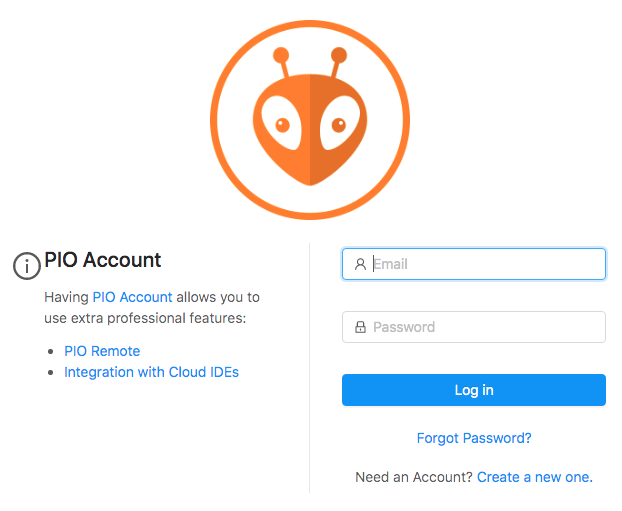 PIO Account
Having PIO Account allows you to
use extra professional features:
PIO Remote
Integration with Cloud IDEs
Email
Password
Log in
Forgot Password?
Need an Account? Create a new one.